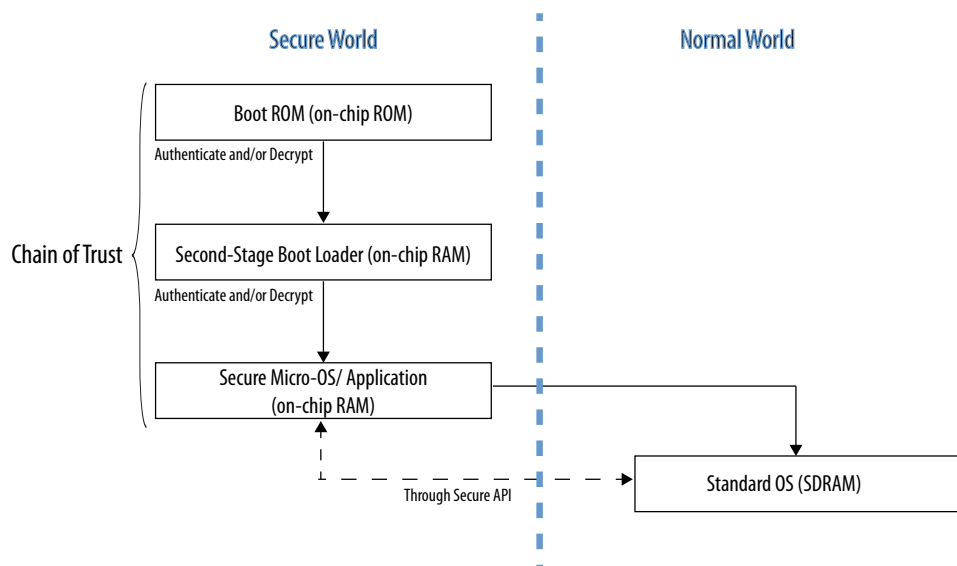 Secure World
Normal World
Boot ROM (on-chip ROM)
Authenticate and/or Decrypt
Chain of Trust
Second-Stage Boot Loader (on-chip RAM)
Authenticate and/or Decrypt
Secure Micro-OS/ Application
(on-chip RAM)
Through Secure API
Standard OS (SDRAM)